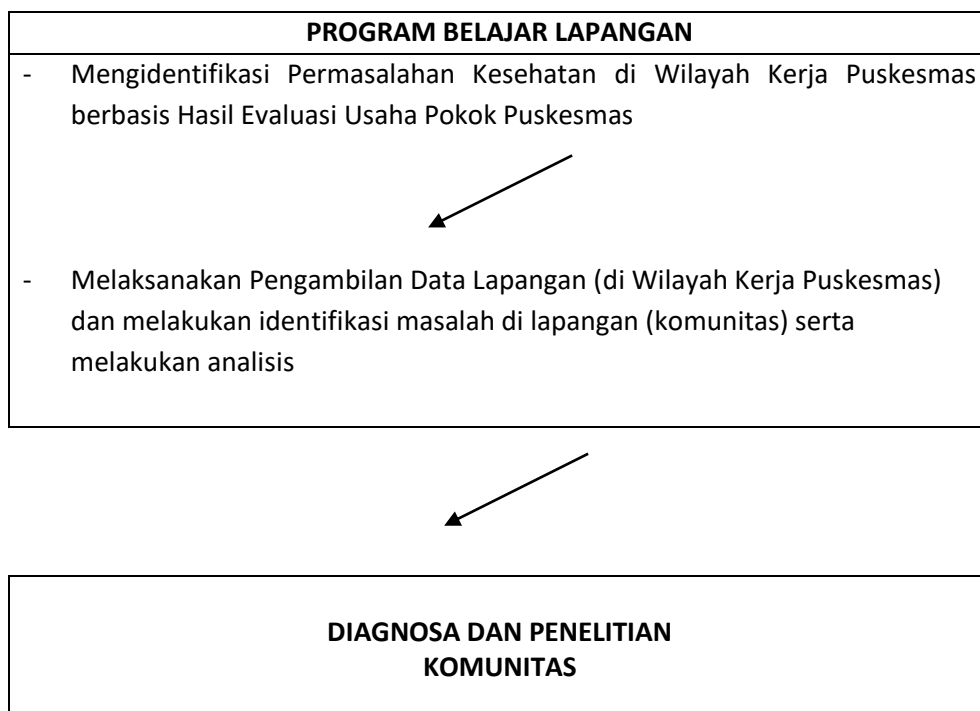 PROGRAM BELAJAR LAPANGAN
- Mengidentifikasi Permasalahan Kesehatan di Wilayah Kerja Puskesmas
berbasis Hasil Evaluasi Usaha Pokok Puskesmas
- Melaksanakan Pengambilan Data Lapangan (di Wilayah Kerja Puskesmas)
dan melakukan identifikasi masalah di lapangan (komunitas) serta
melakukan analisis
DIAGNOSA DAN PENELITIAN
KOMUNITAS